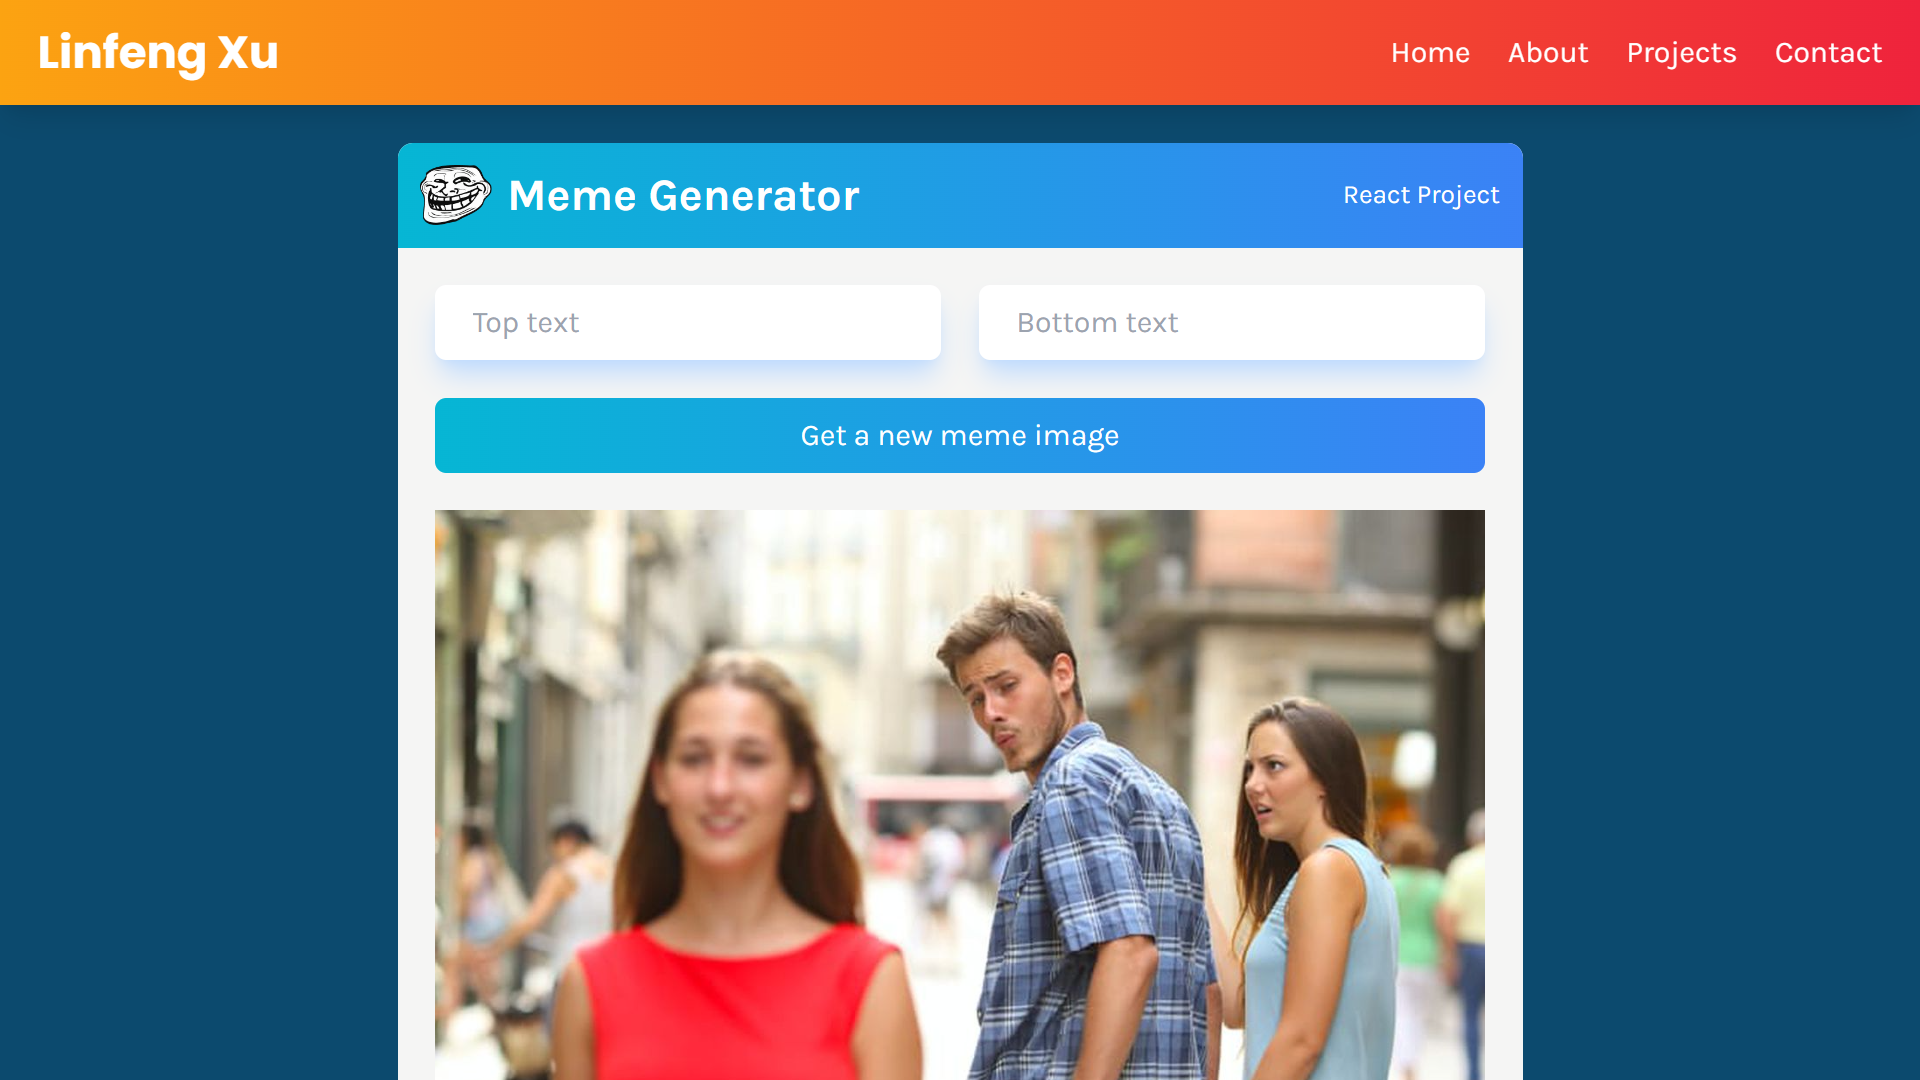 Linfeng Xu
Home About Projects Contact
Meme Generator
React Project
Top text
Bottom text
Get a new meme image